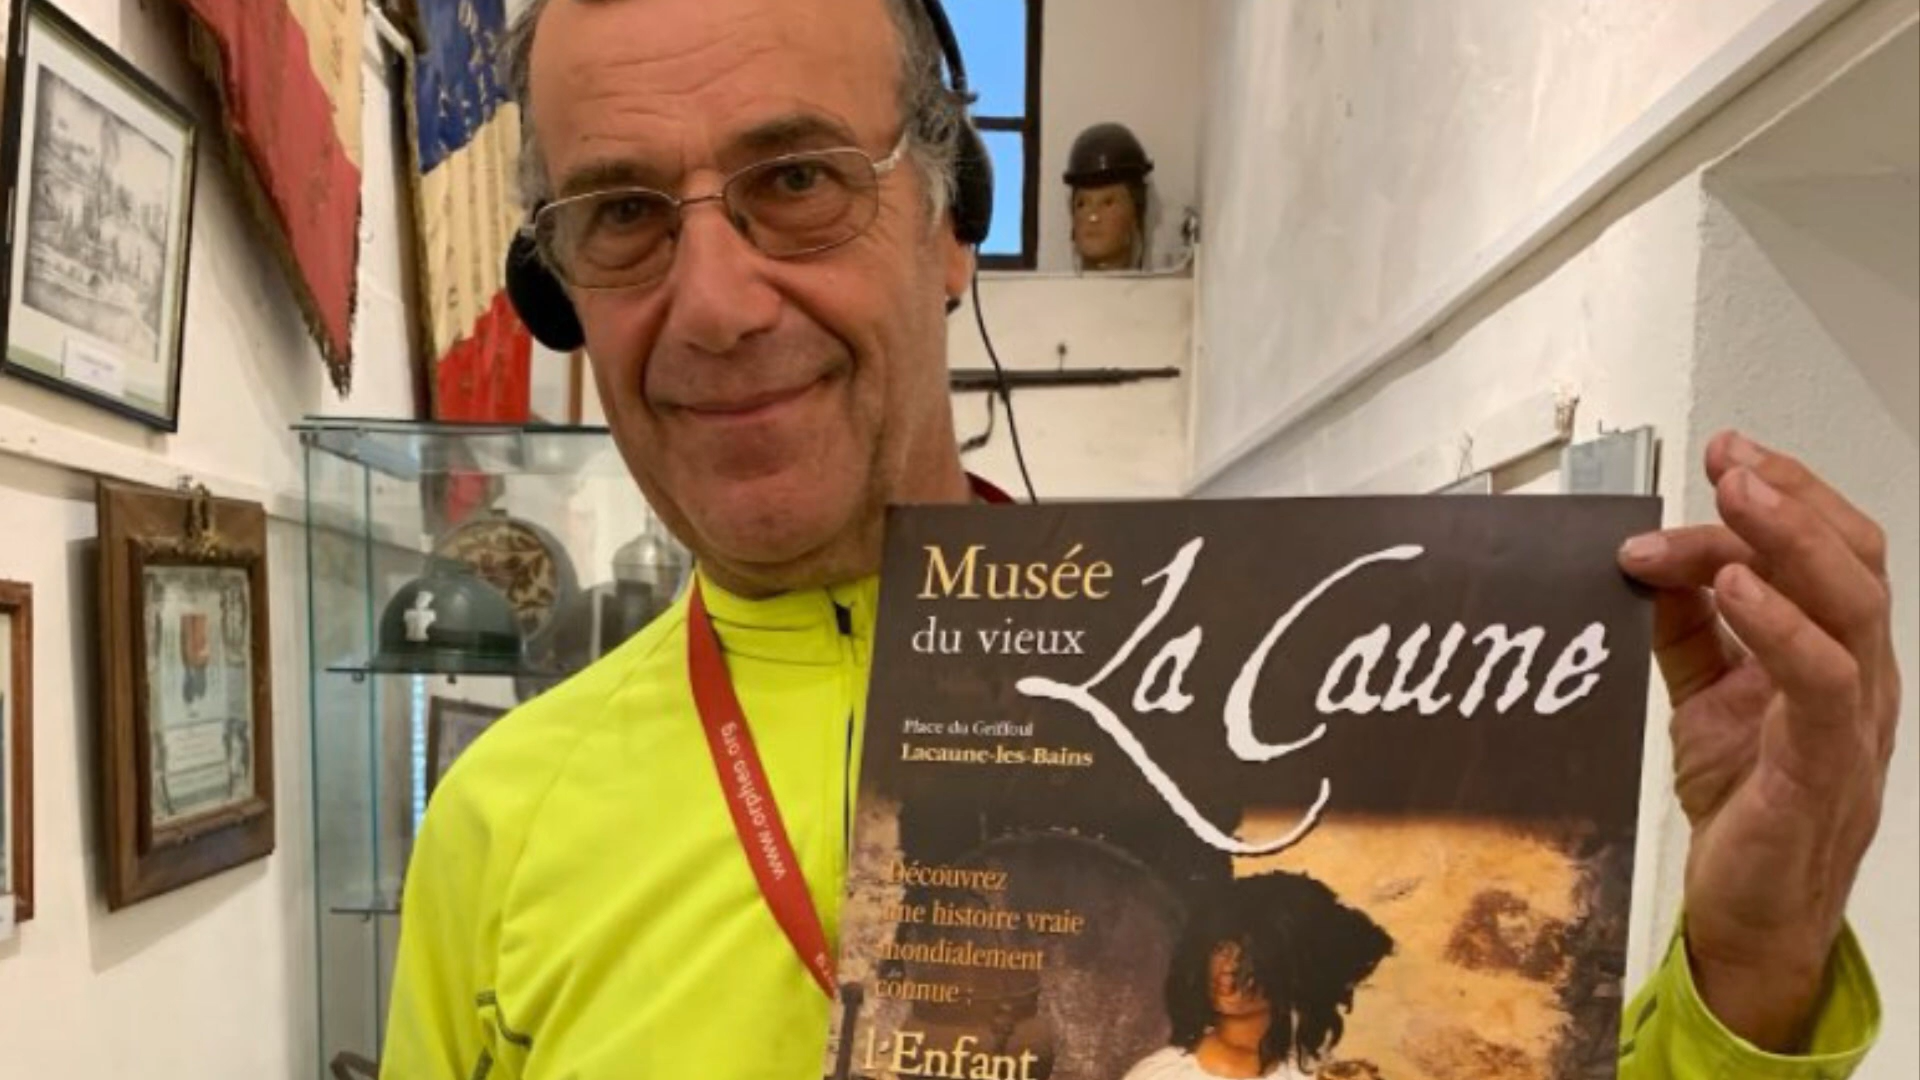 Musée
du vieux
La Caune
Place du Griffoul
Lacaune-les-Bains
Découvrez
une histoire vraie
mondialement
connue :
l'Enfant
www.orpheo.org